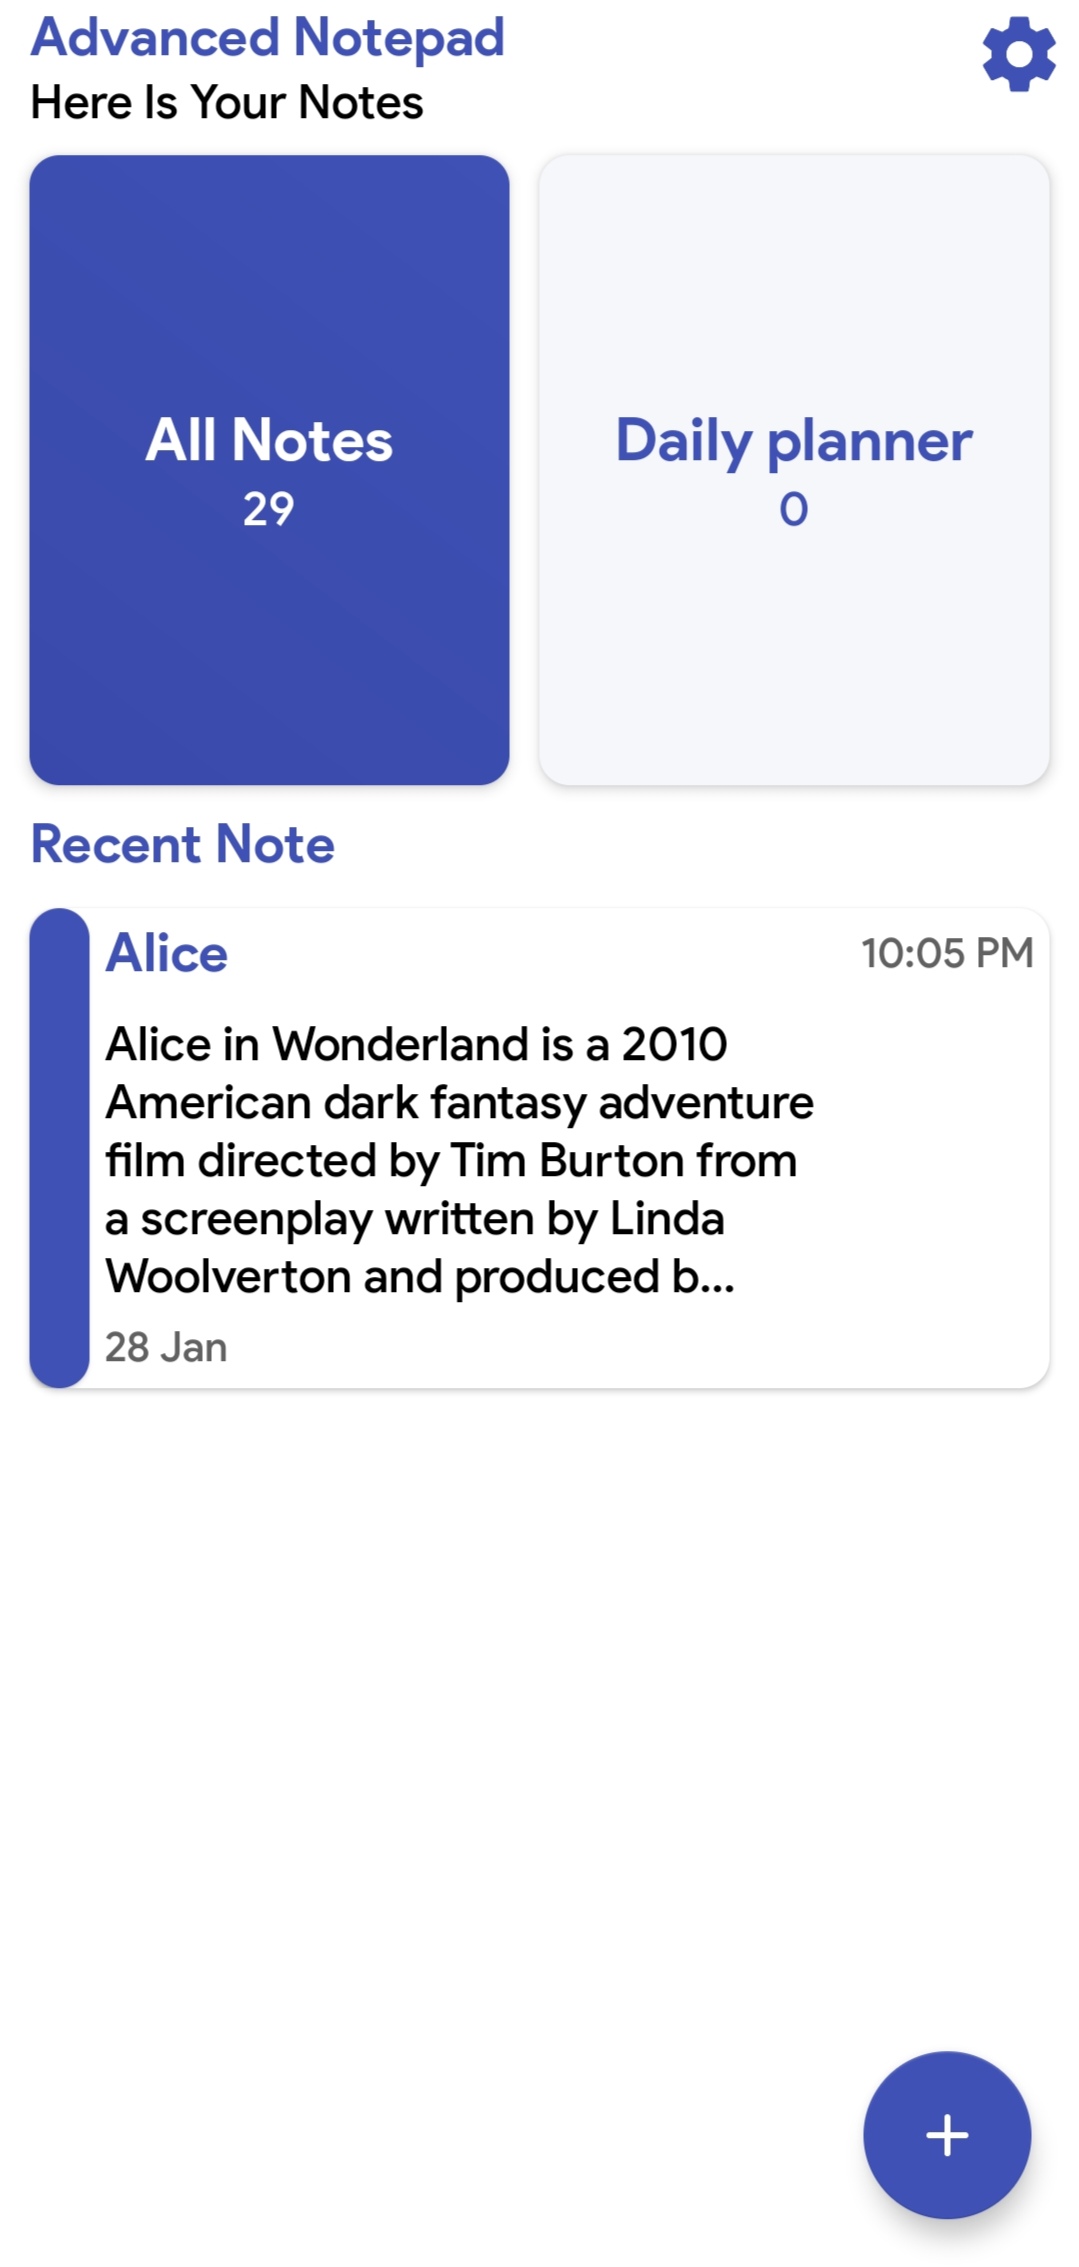 Advanced Notepad
Here Is Your Notes
All Notes
29
Daily planner
0
Recent Note
Alice
10:05 PM
Alice in Wonderland is a 2010
American dark fantasy adventure
film directed by Tim Burton from
a screenplay written by Linda
Woolverton and produced b...
28 Jan